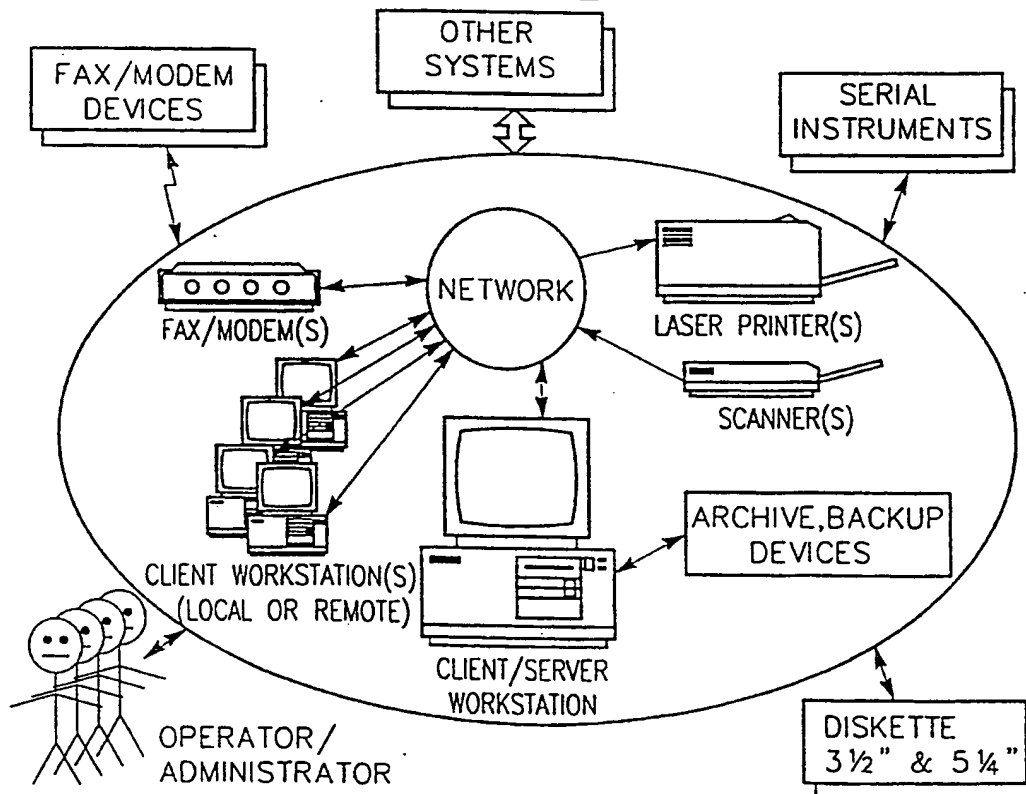 OTHER
SYSTEMS
FAX/MODEM
DEVICES
SERIAL
INSTRUMENTS
NETWORK
FAX/MODEM(S)
LASER PRINTER(S)
SCANNER(S)
ARCHIVE,BACKUP
DEVICES
CLIENT WORKSTATION(S)
(LOCAL OR REMOTE)
CLIENT/SERVER
WORKSTATION
OPERATOR/
ADMINISTRATOR
DISKETTE
3½" & 5¼"